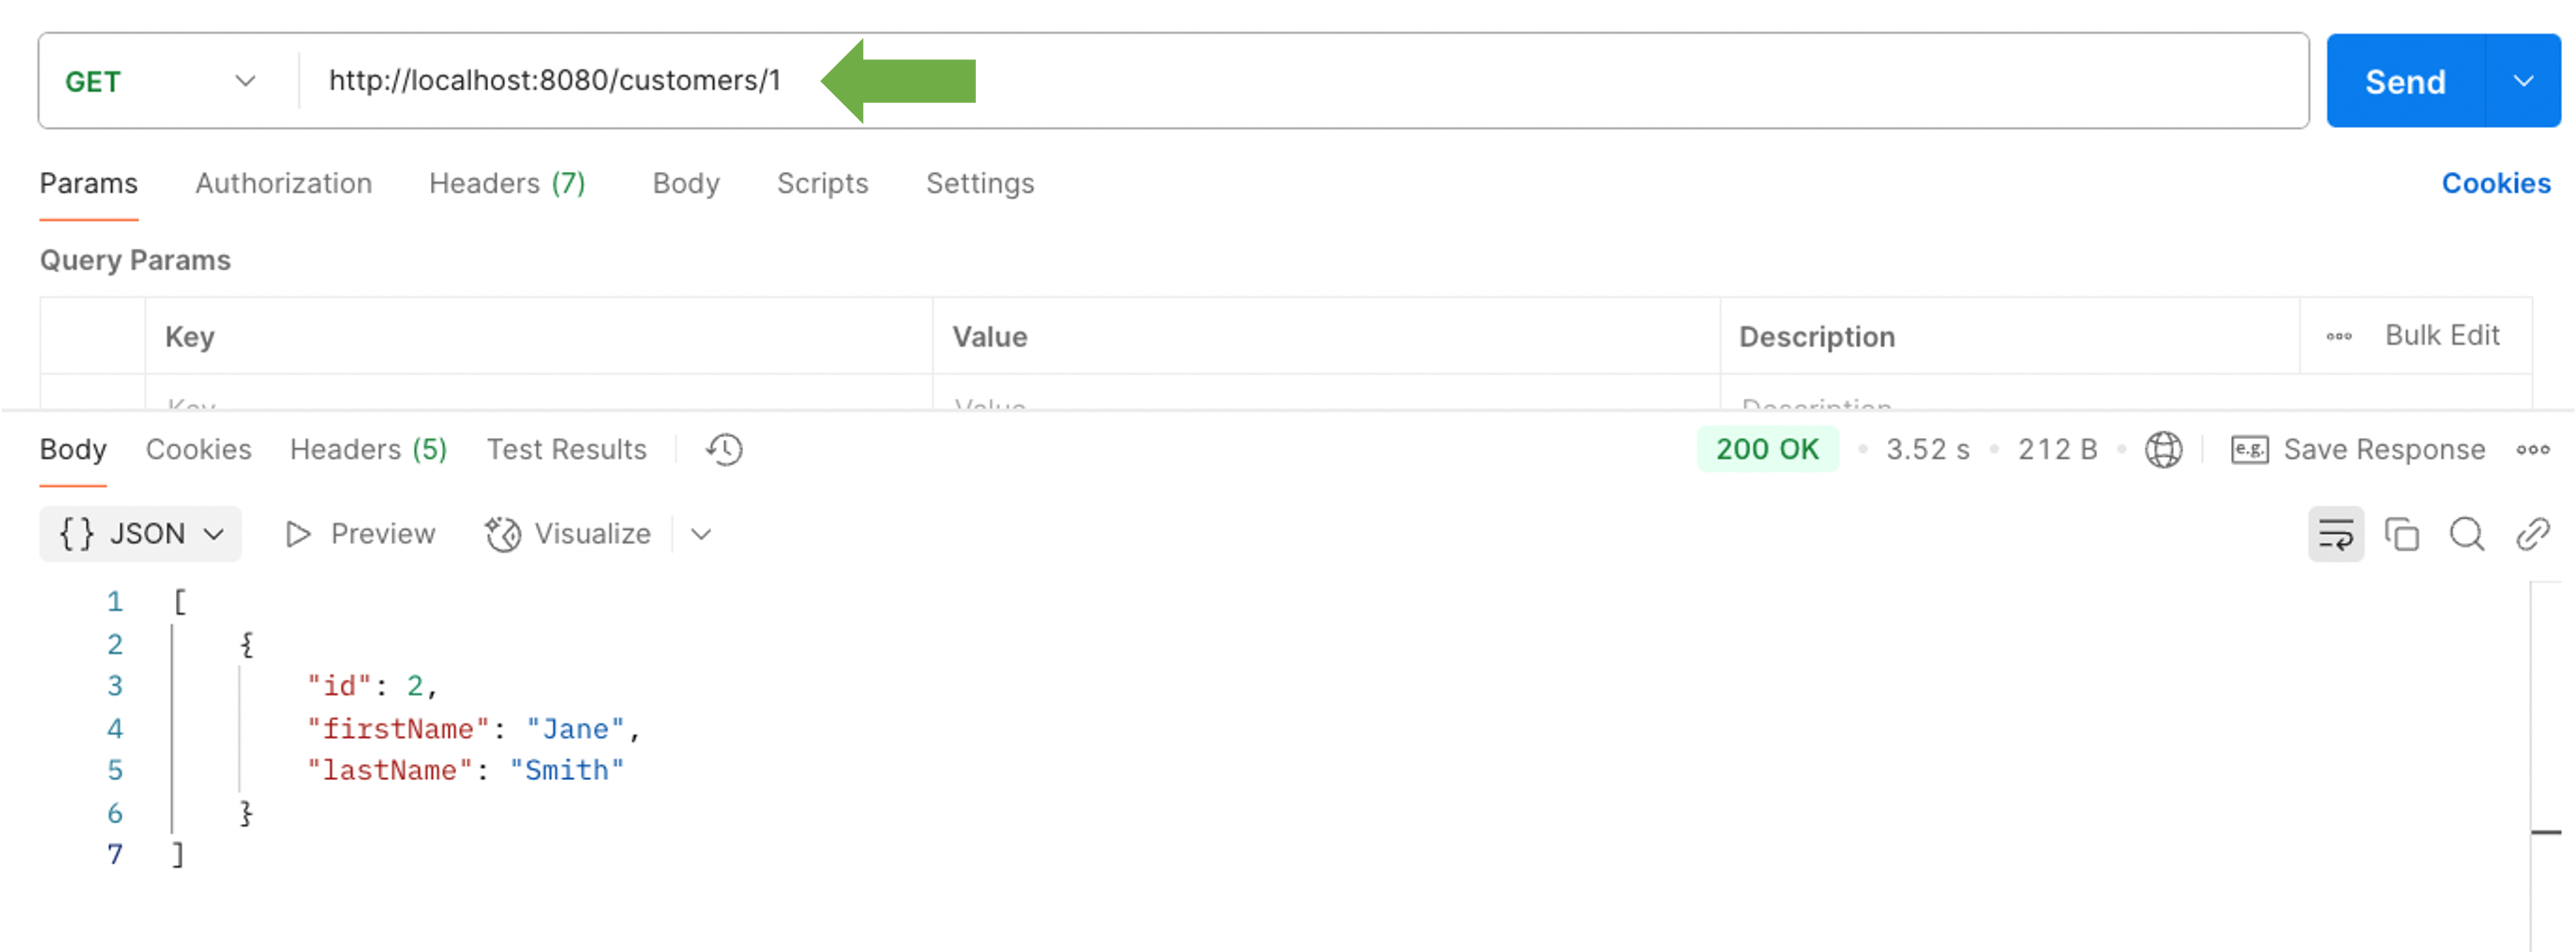 GET http://localhost:8080/customers/1 Send
Params Authorization Headers (7) Body Scripts Settings Cookies
Query Params
Key Value Description Bulk Edit
Key Value Description
Body Cookies Headers (5) Test Results 200 OK • 3.52 s • 212 B • e.g. Save Response
{} JSON Preview Visualize
1 [
2 {
3 "id": 2,
4 "firstName": "Jane",
5 "lastName": "Smith"
6 }
7 ]